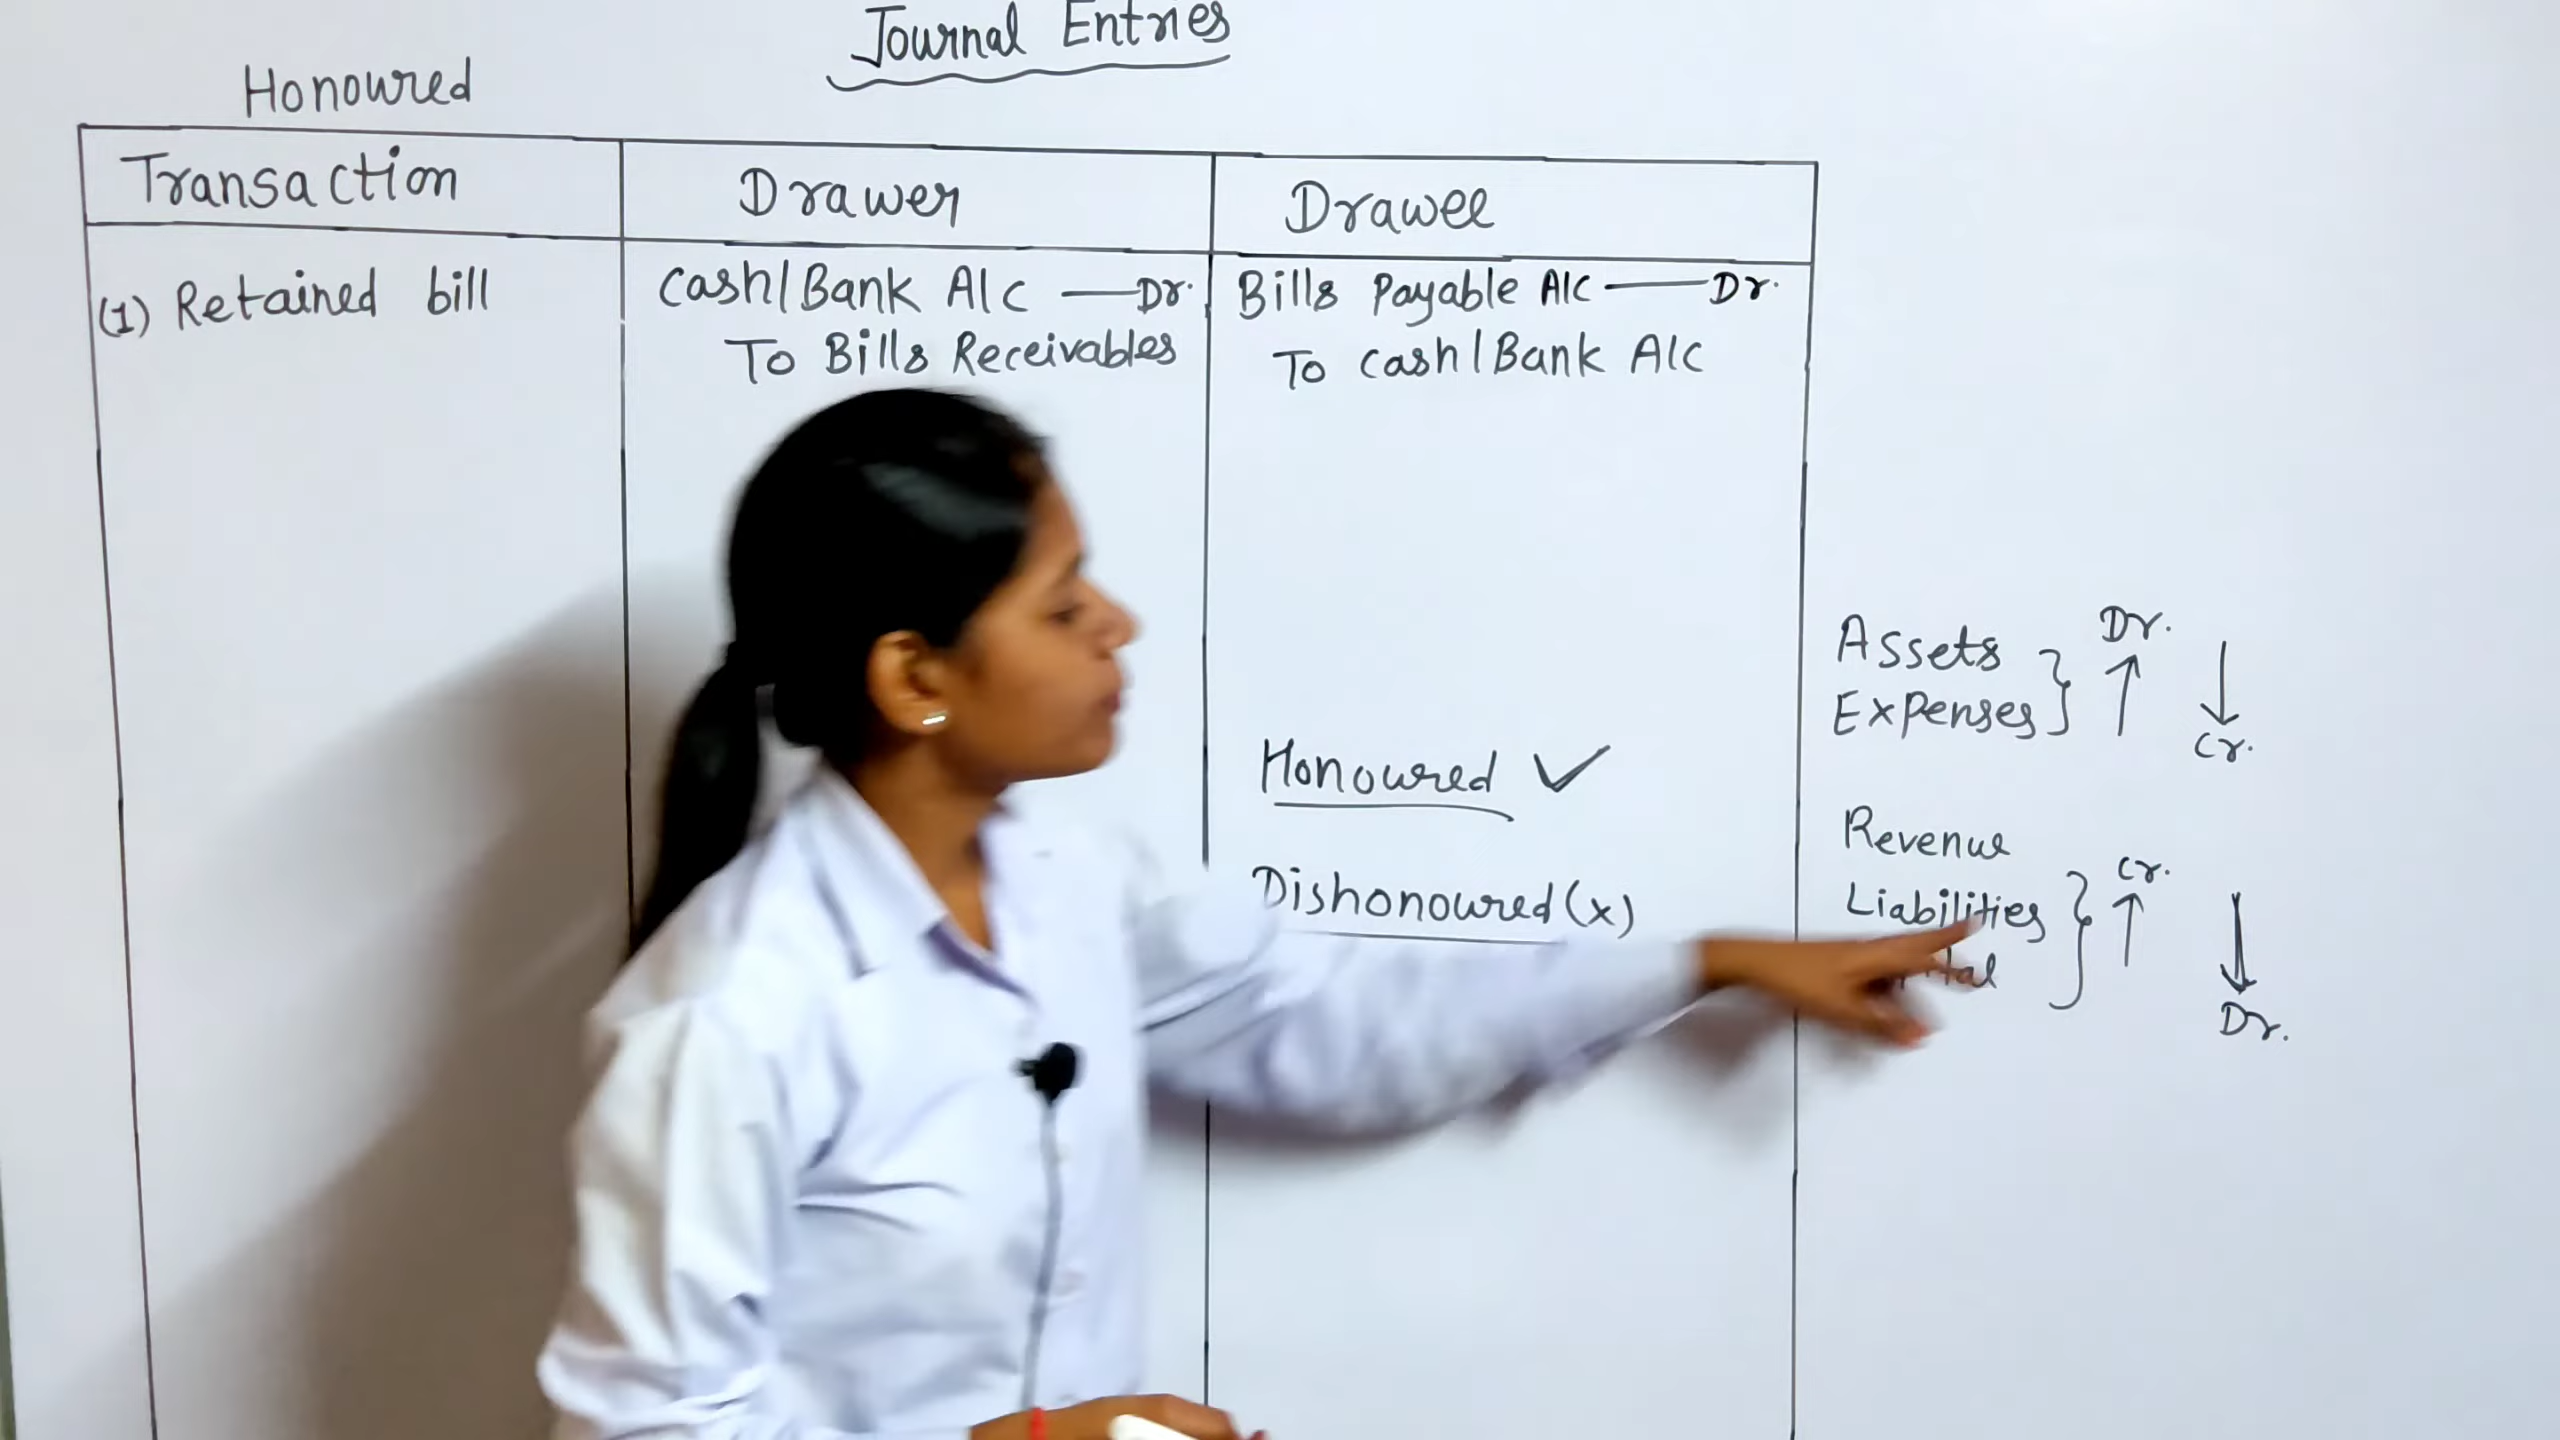 Journal Entries
Honoured
Transaction Drawer Drawee
(1) Retained bill Cash/Bank A/c — Dr. Bills Payable A/c — Dr.
To Bills Receivables To Cash/Bank A/c
Honoured ✓
Dishonoured (x)
Assets } Dr. ↑ ↓
Expenses Cr.
Revenue
Liabilities } Cr. ↑ ↓
Dr.